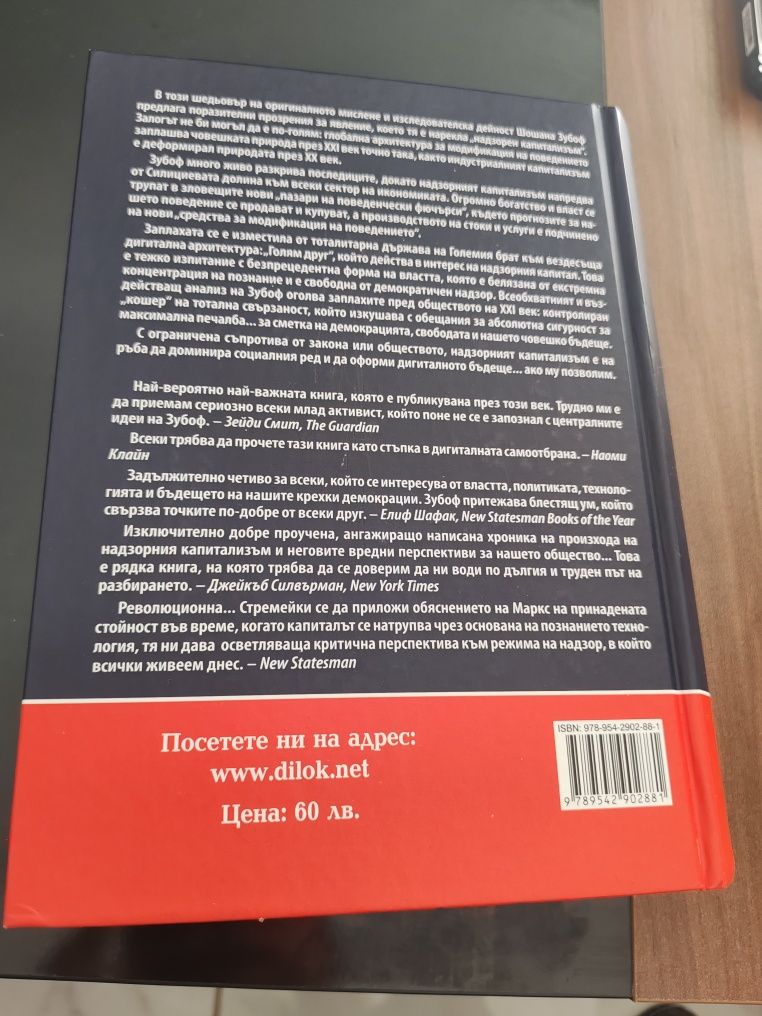 В този шедьовър на оригиналното мислене и изследователска дейност Шошана Зубоф
предлага поразителни прозрения за явление, което тя е нарекла „надзорен капитализъм“.
Залогът не би могъл да е по-голям: глобална архитектура за модификация на поведението
заплашва човешката природа през XXI век точно така, както индустриалният капитализъм
е деформирал природата през XX век.
Зубоф много живо разкрива последиците, докато надзорният капитализъм напредва
от Силициевата долина към всеки сектор на икономиката. Огромно богатство и власт се
трупат в зловещите нови „пазари на поведенчески фючърси“, където прогнозите за на-
шето поведение се продават и купуват, а производството на стоки и услуги е подчинено
на нови „средства за модификация на поведението“.
Заплахата се е изместила от тоталитарна държава на Големия брат към вездесъща
дигитална архитектура: „Голям друг“, който действа в интерес на надзорния капитал. Това
е тежко изпитание с безпрецедентна форма на властта, която е белязана от екстремна
концентрация на познание и е свободна от демократичен надзор. Всеобхватният и въз-
действащ анализ на Зубоф оголва заплахите пред обществото на XXI век: контролиран
„кошер“ на тотална свързаност, който изкушава с обещания за абсолютна сигурност за
максимална печалба... за сметка на демокрацията, свободата и нашето човешко бъдеще.
С ограничена съпротива от закона или обществото, надзорният капитализъм е на
ръба да доминира социалния ред и да оформи дигиталното бъдеще... ако му позволим.
Най-вероятно най-важната книга, която е публикувана през този век. Трудно ми е
да приемам сериозно всеки млад активист, който поне не се е запознал с централните
идеи на Зубоф. – Зейди Смит, The Guardian
Всеки трябва да прочете тази книга като стъпка в дигиталната самоотбрана. – Наоми
Клайн
Задължително четиво за всеки, който се интересува от властта, политиката, техноло-
гията и бъдещето на нашите крехки демокрации. Зубоф притежава блестящ ум, който
свързва точките по-добре от всеки друг. – Елиф Шафак, New Statesman Books of the Year
Изключително добре проучена, ангажиращо написана хроника на произхода на
надзорния капитализъм и неговите вредни перспективи за нашето общество... Това
е рядка книга, на която трябва да се доверим да ни води по дългия и труден път на
разбирането. – Джейкъб Силвърман, New York Times
Революционна... Стремейки се да приложи обяснението на Маркс на принадената
стойност във време, когато капиталът се натрупва чрез основана на познанието техно-
логия, тя ни дава осветляваща критична перспектива към режима на надзор, в който
всички живеем днес. – New Statesman
Посетете ни на адрес:
www.dilok.net
Цена: 60 лв.
ISBN: 978-954-2902-88-1
9 789542 902881